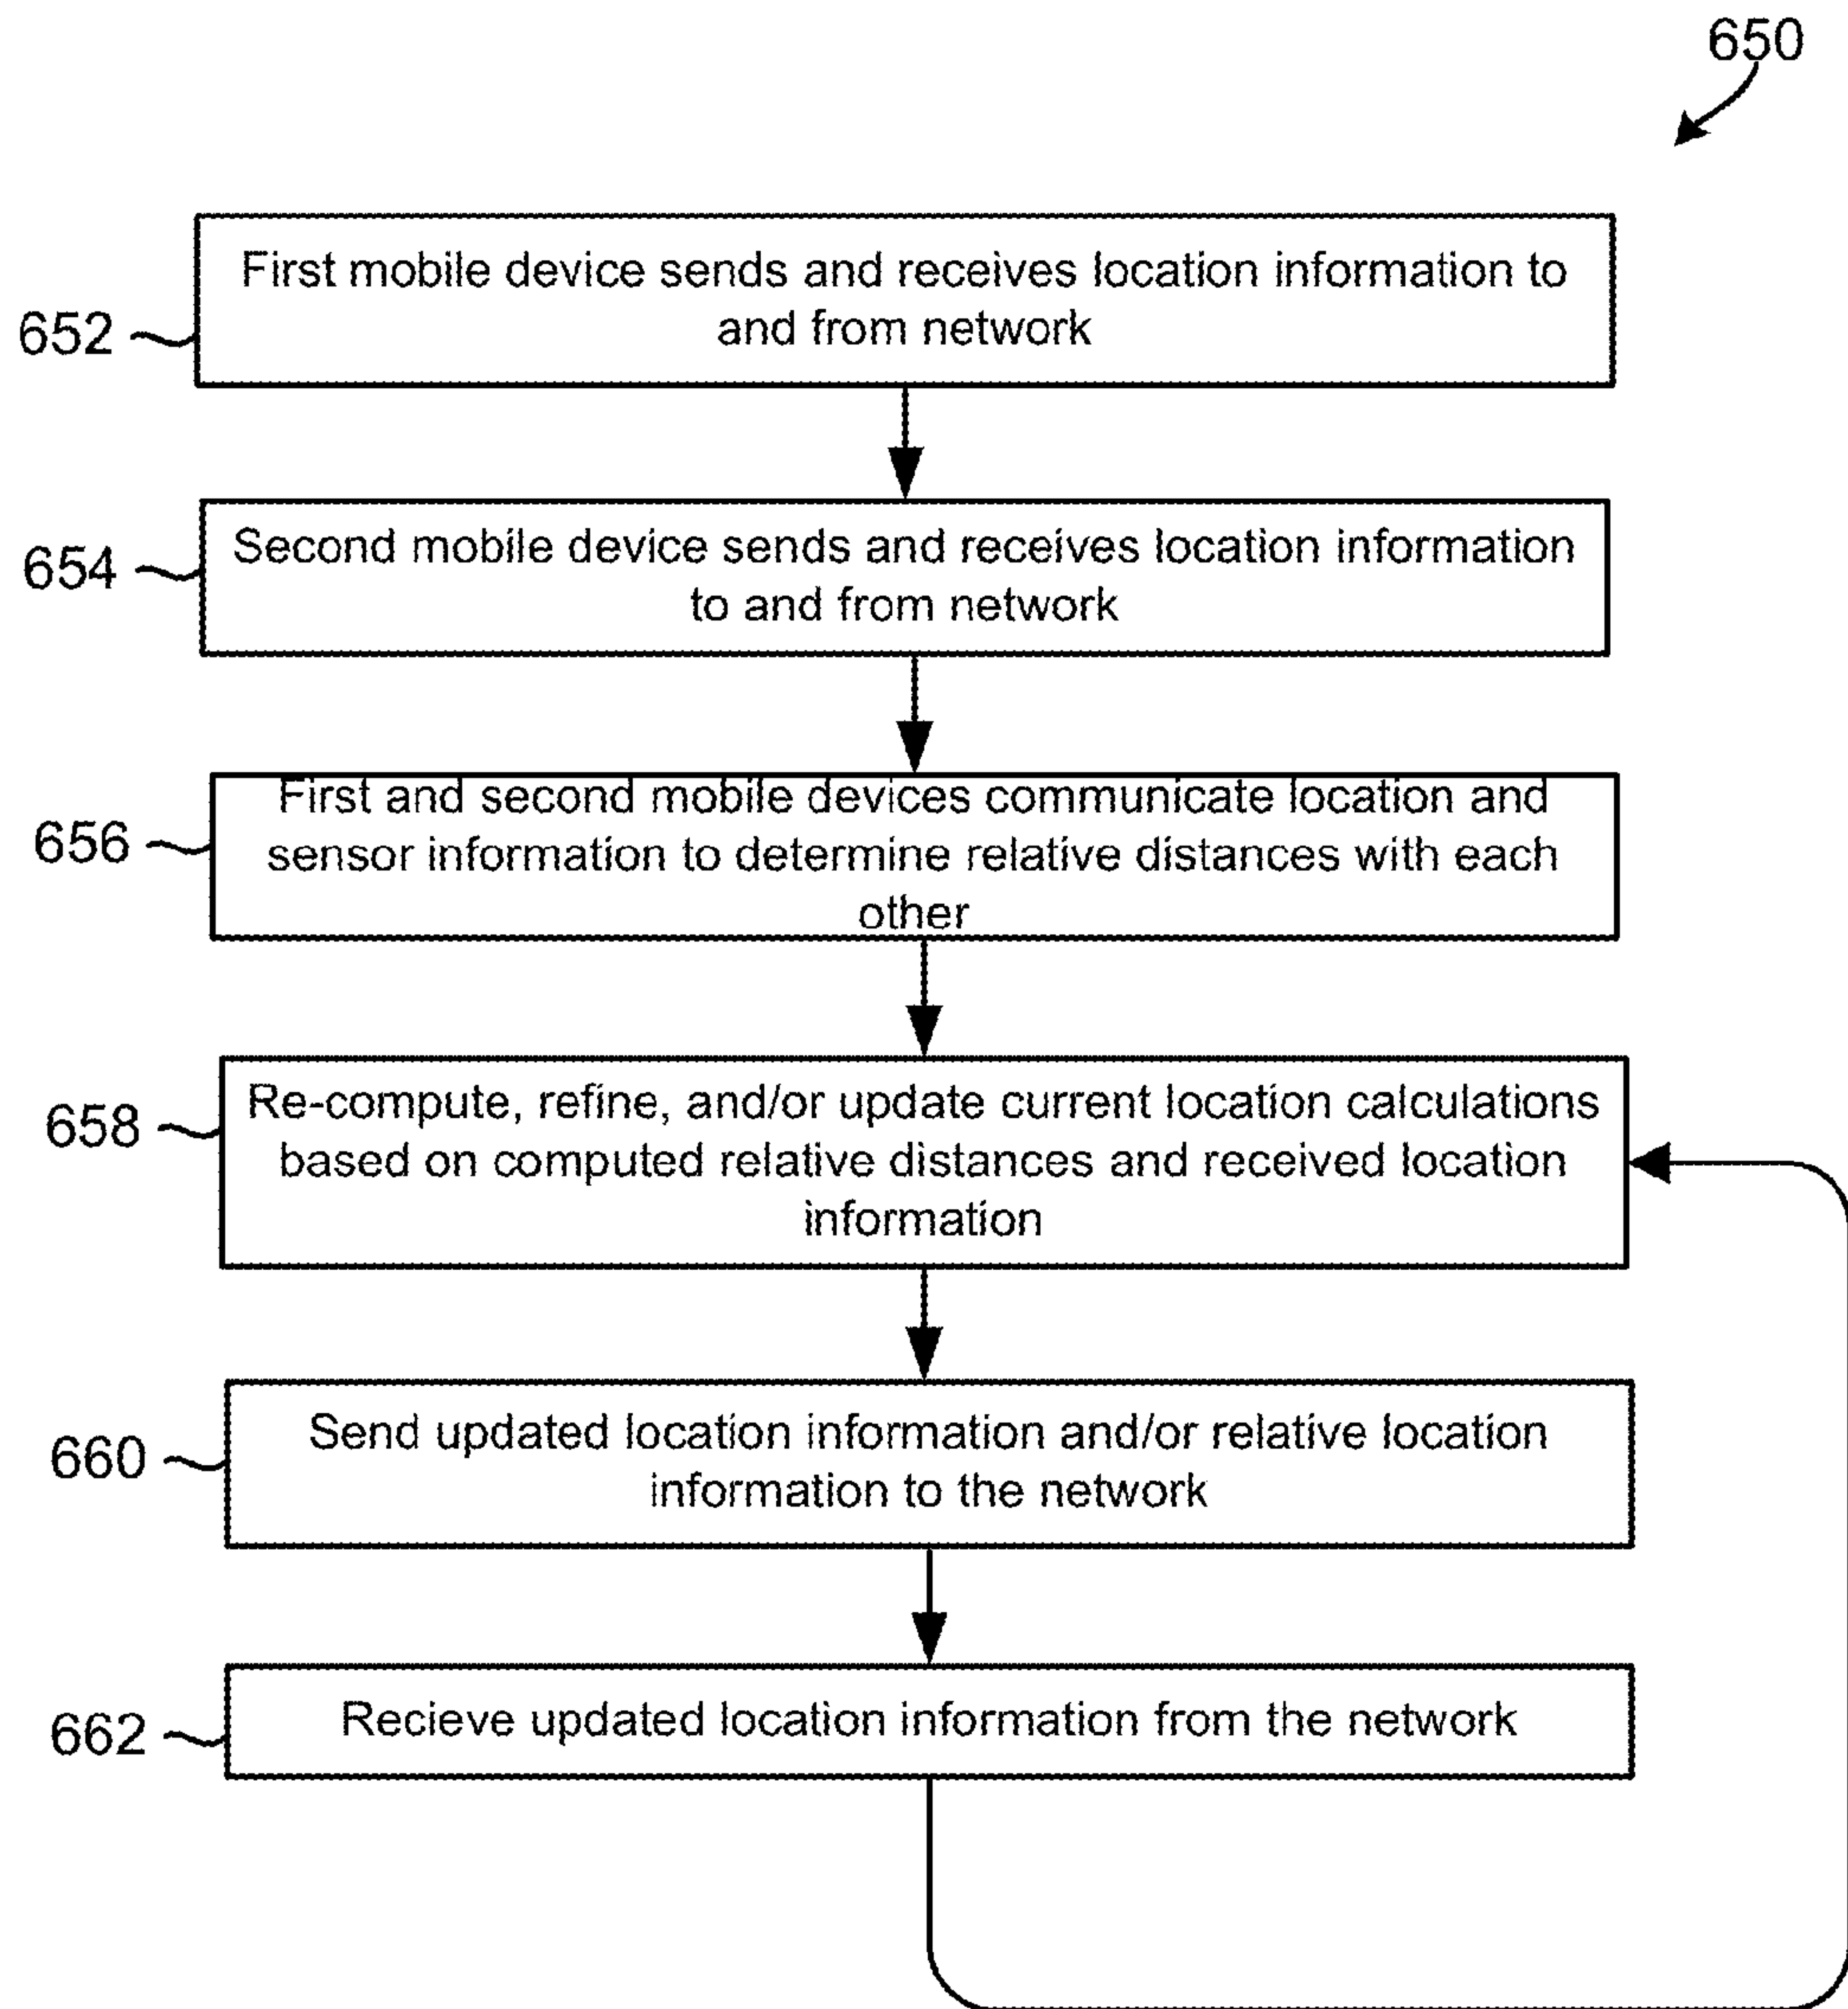 650
First mobile device sends and receives location information to
and from network
652
Second mobile device sends and receives location information
to and from network
654
First and second mobile devices communicate location and
sensor information to determine relative distances with each
other
656
Re-compute, refine, and/or update current location calculations
based on computed relative distances and received location
information
658
Send updated location information and/or relative location
information to the network
660
Recieve updated location information from the network
662